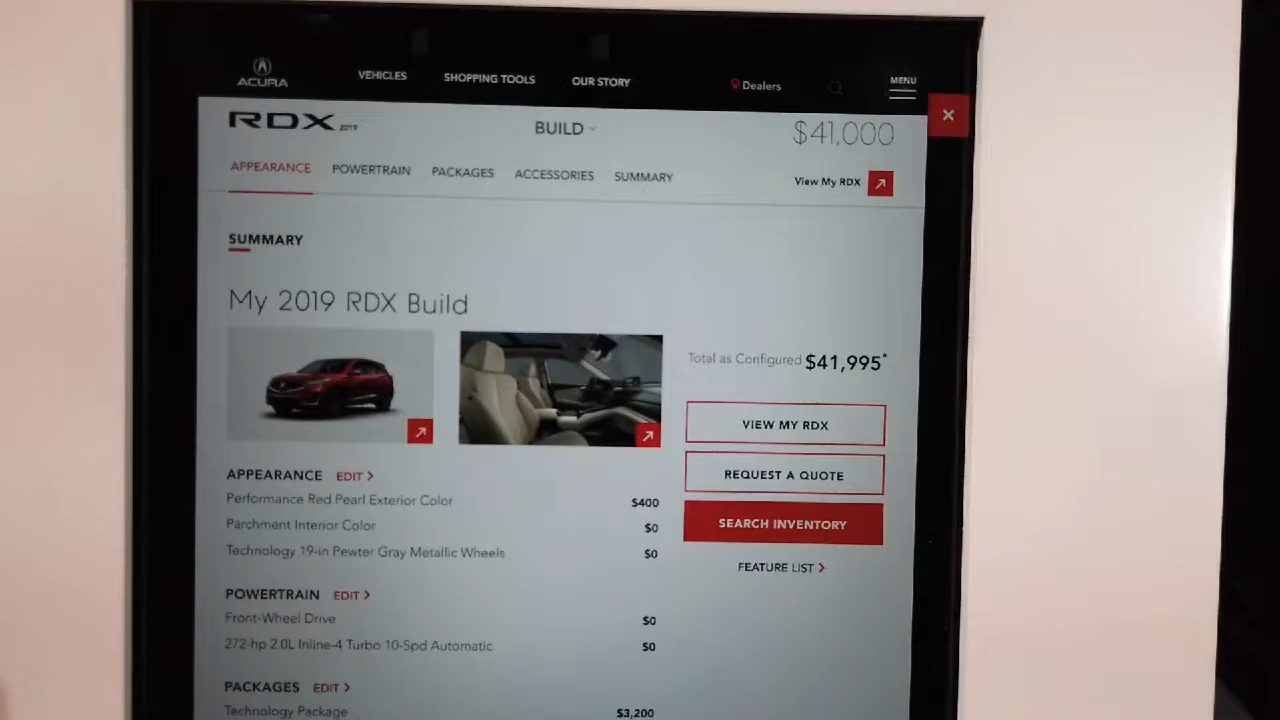 ACURA
VEHICLES
SHOPPING TOOLS
OUR STORY
Dealers
MENU
RDX 2019
BUILD
$41,000
APPEARANCE
POWERTRAIN
PACKAGES
ACCESSORIES
SUMMARY
View My RDX
SUMMARY
My 2019 RDX Build
Total as Configured $41,995*
VIEW MY RDX
REQUEST A QUOTE
SEARCH INVENTORY
FEATURE LIST >
APPEARANCE EDIT >
Performance Red Pearl Exterior Color $400
Parchment Interior Color $0
Technology 19-in Pewter Gray Metallic Wheels $0
POWERTRAIN EDIT >
Front-Wheel Drive $0
272-hp 2.0L Inline-4 Turbo 10-Spd Automatic $0
PACKAGES EDIT >
Technology Package $3,200